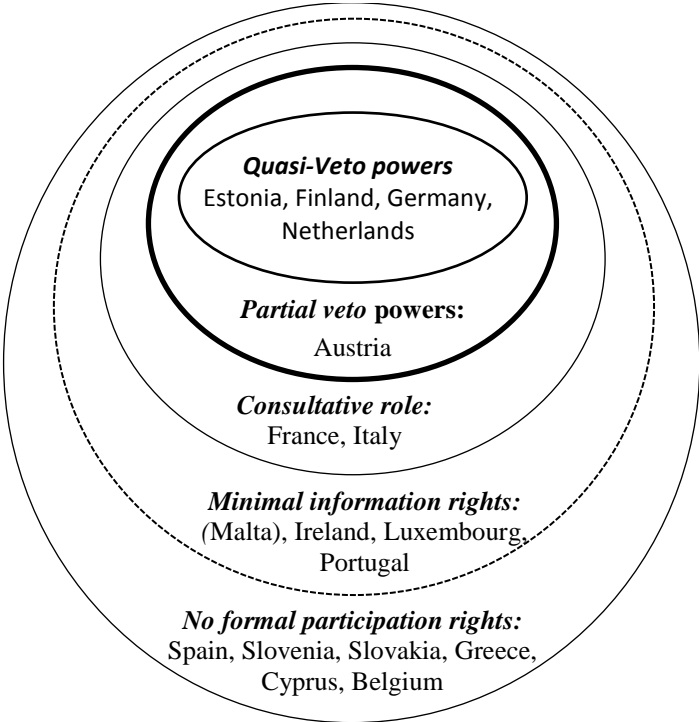 Quasi-Veto powers
Estonia, Finland, Germany,
Netherlands
Partial veto powers:
Austria
Consultative role:
France, Italy
Minimal information rights:
(Malta), Ireland, Luxembourg,
Portugal
No formal participation rights:
Spain, Slovenia, Slovakia, Greece,
Cyprus, Belgium